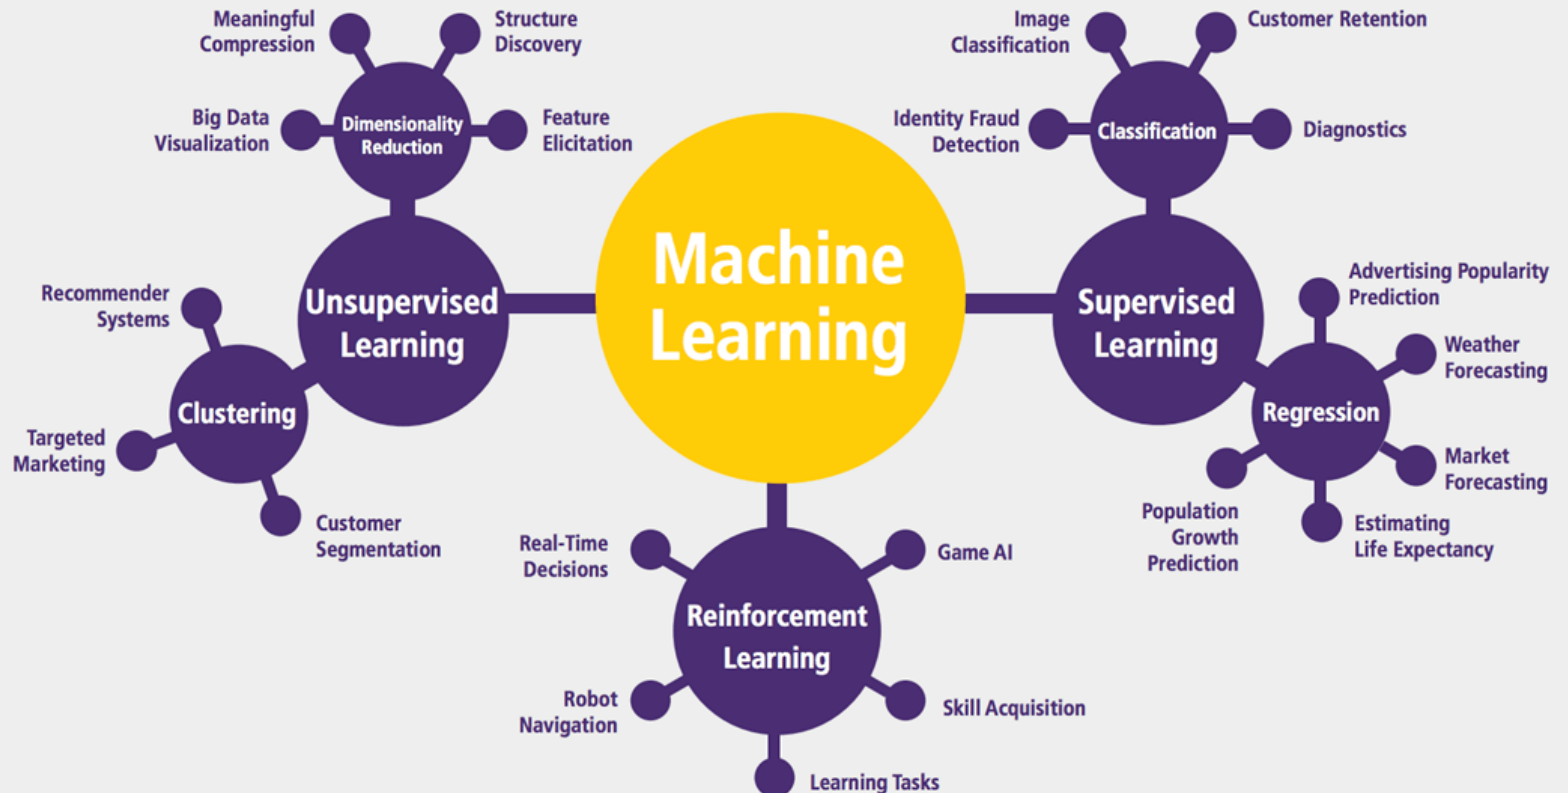 Meaningful
Compression
Structure
Discovery
Big Data
Visualization
Dimensionality
Reduction
Feature
Elicitation
Unsupervised
Learning
Recommender
Systems
Clustering
Targeted
Marketing
Customer
Segmentation
Machine
Learning
Image
Classification
Customer Retention
Identity Fraud
Detection
Classification
Diagnostics
Supervised
Learning
Advertising Popularity
Prediction
Weather
Forecasting
Regression
Market
Forecasting
Population
Growth
Prediction
Estimating
Life Expectancy
Real-Time
Decisions
Game AI
Reinforcement
Learning
Robot
Navigation
Skill Acquisition
Learning Tasks